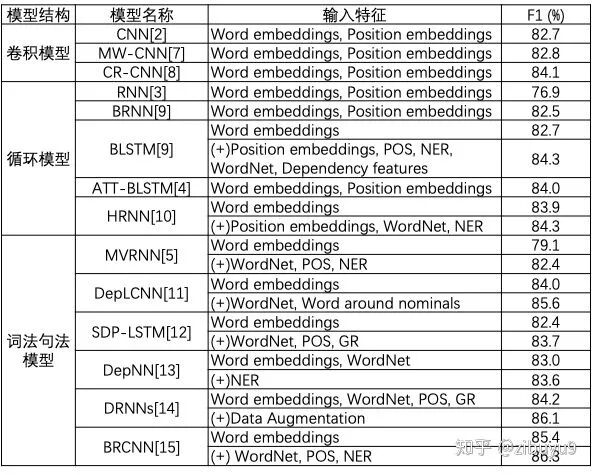 模型结构 模型名称 输入特征 F1 (%)
卷积模型 CNN[2] Word embeddings, Position embeddings 82.7
MW-CNN[7] Word embeddings, Position embeddings 82.8
CR-CNN[8] Word embeddings, Position embeddings 84.1
循环模型 RNN[3] Word embeddings, Position embeddings 76.9
BRNN[9] Word embeddings, Position embeddings 82.5
BLSTM[9] Word embeddings 82.7
(+)Position embeddings, POS, NER,
WordNet, Dependency features 84.3
ATT-BLSTM[4] Word embeddings, Position embeddings 84.0
HRNN[10] Word embeddings 83.9
(+)Position embeddings, WordNet, NER 84.3
词法句法
模型 MVRNN[5] Word embeddings 79.1
(+)WordNet, POS, NER 82.4
DepLCNN[11] Word embeddings 84.0
(+)WordNet, Word around nominals 85.6
SDP-LSTM[12] Word embeddings 82.4
(+)WordNet, POS, GR 83.7
DepNN[13] Word embeddings, WordNet 83.0
(+)NER 83.6
DRNNs[14] Word embeddings, WordNet, POS, GR 84.2
(+)Data Augmentation 86.1
BRCNN[15] Word embeddings 85.4
(+) WordNet, POS, NER 86.3
知乎 @zibuyu9